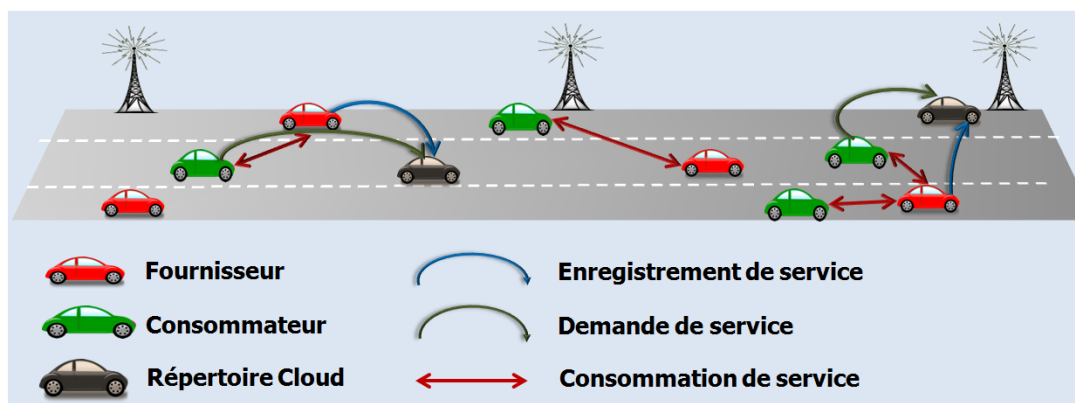 Fournisseur
Enregistrement de service
Consommateur
Demande de service
Répertoire Cloud
Consommation de service